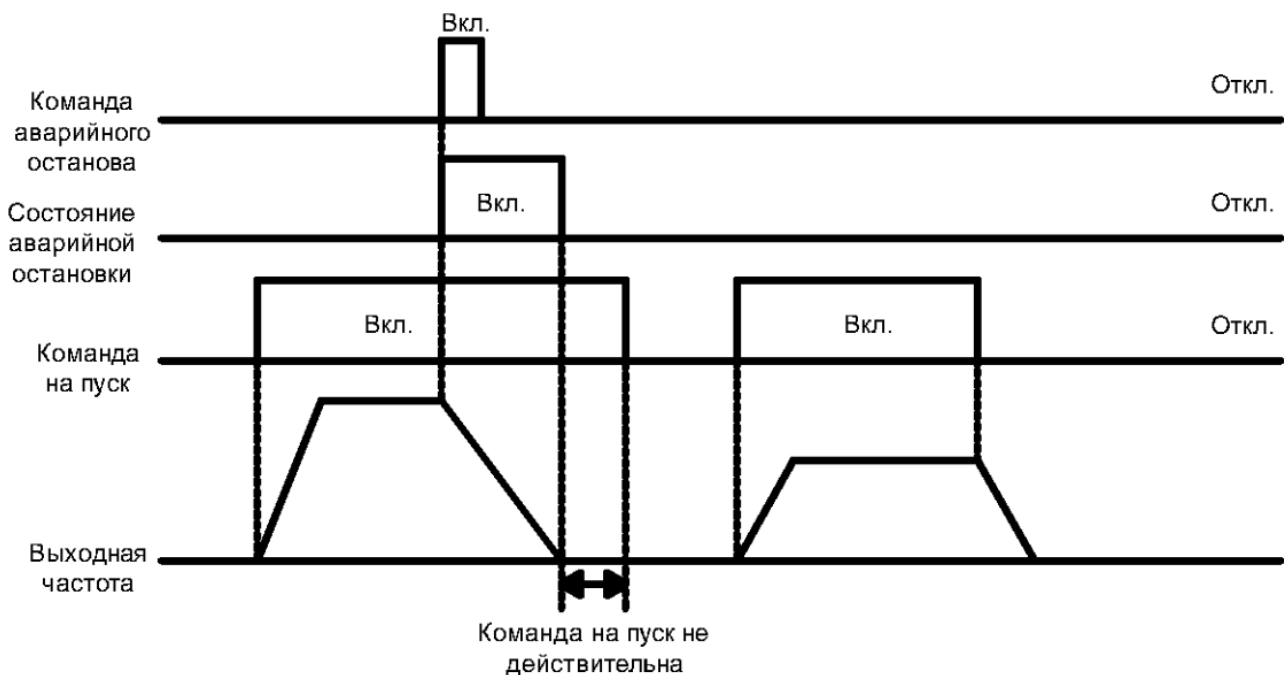 Вкл.
Команда
аварийного
останова
Откл.
Состояние
аварийной
остановки
Вкл.
Откл.
Команда
на пуск
Вкл.
Вкл.
Откл.
Выходная
частота
Команда на пуск не
действительна